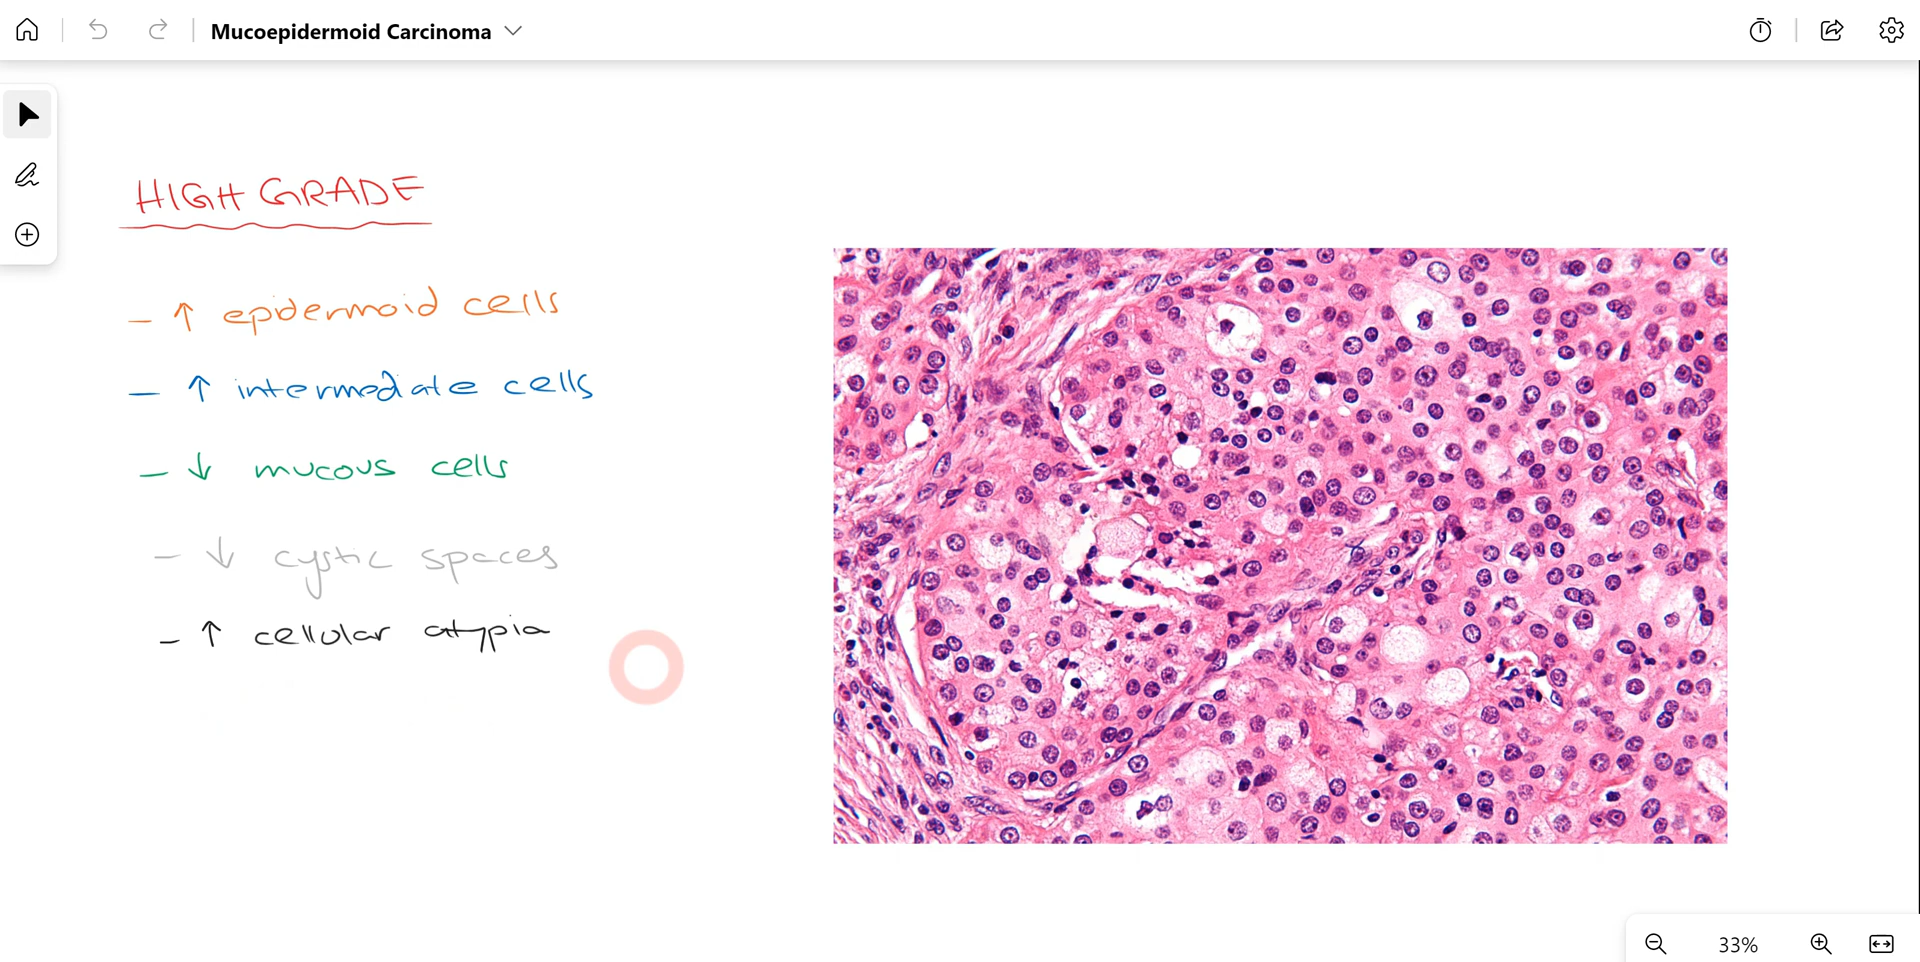 Mucoepidermoid Carcinoma
HIGH GRADE
- ↑ epidermoid cells
- ↑ intermediate cells
- ↓ mucous cells
- ↓ cystic spaces
- ↑ cellular atypia
33%